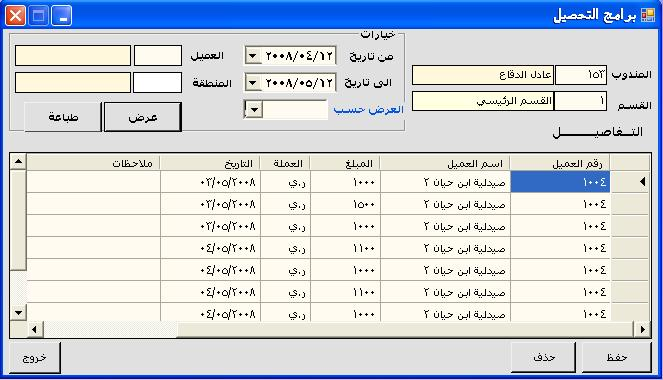 برامج التحصيل
خيارات
المندوب ١٥٢ عادل الدقاع
من تاريخ ٢٠٠٨/٠٤/١٢ العميل
القسم ١ القسم الرئيسي
الى تاريخ ٢٠٠٨/٠٥/١٢ المنطقة
العرض حسب
عرض طباعة
التــفاصيـــــــل
رقم العميل اسم العميل المبلغ العملة التاريخ ملاحظات
١٠٠٤ صيدلية ابن حيان ٢ ١٠٠٠ ر.ي ٠٣/٠٥/٢٠٠٨
١٠٠٤ صيدلية ابن حيان ٢ ١٥٠٠ ر.ي ٠٣/٠٥/٢٠٠٨
١٠٠٤ صيدلية ابن حيان ٢ ١٠٠٠ ر.ي ٠٣/٠٥/٢٠٠٨
١٠٠٤ صيدلية ابن حيان ٢ ١١٠٠ ر.ي ٠٤/٠٥/٢٠٠٨
١٠٠٤ صيدلية ابن حيان ٢ ١٠٠٠ ر.ي ٠٤/٠٥/٢٠٠٨
١٠٠٤ صيدلية ابن حيان ٢ ١١٠٠ ر.ي ٠٤/٠٥/٢٠٠٨
١٠٠٤ صيدلية ابن حيان ٢ ١٠٠٠ ر.ي ٠٤/٠٥/٢٠٠٨
حفظ حذف خروج